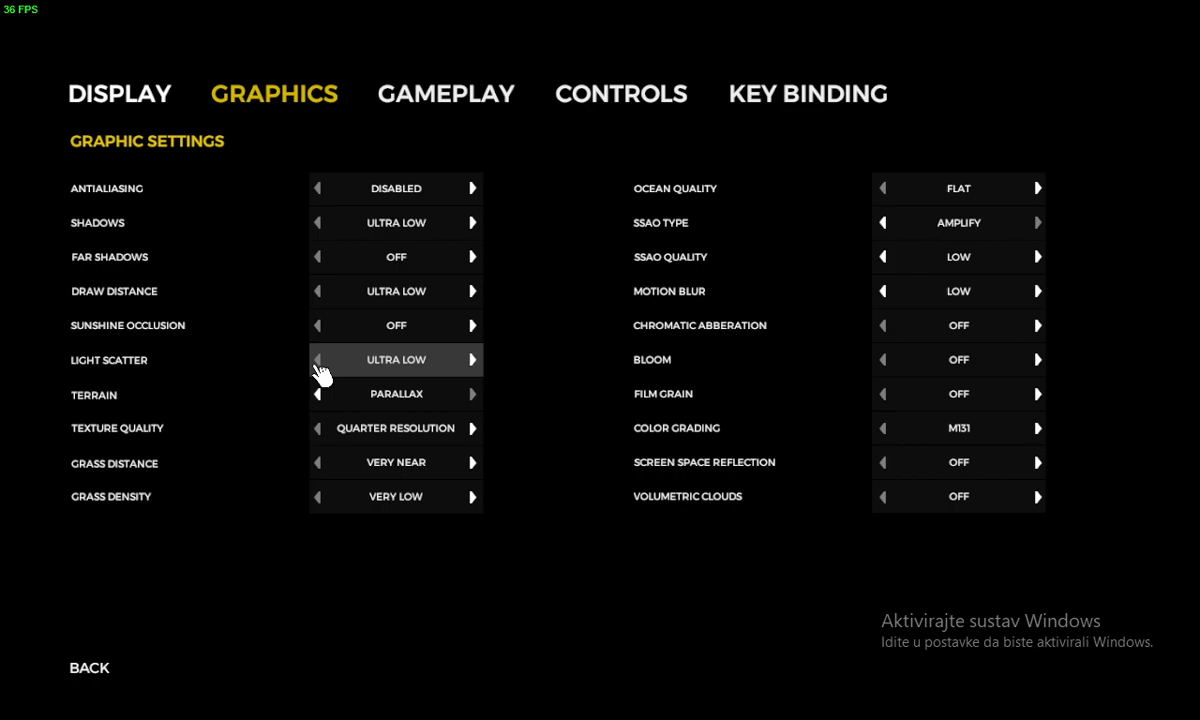 36 FPS
DISPLAY GRAPHICS GAMEPLAY CONTROLS KEY BINDING
GRAPHIC SETTINGS
ANTIALIASING DISABLED
SHADOWS ULTRA LOW
FAR SHADOWS OFF
DRAW DISTANCE ULTRA LOW
SUNSHINE OCCLUSION OFF
LIGHT SCATTER ULTRA LOW
TERRAIN PARALLAX
TEXTURE QUALITY QUARTER RESOLUTION
GRASS DISTANCE VERY NEAR
GRASS DENSITY VERY LOW
OCEAN QUALITY FLAT
SSAO TYPE AMPLIFY
SSAO QUALITY LOW
MOTION BLUR LOW
CHROMATIC ABBERATION OFF
BLOOM OFF
FILM GRAIN OFF
COLOR GRADING M131
SCREEN SPACE REFLECTION OFF
VOLUMETRIC CLOUDS OFF
Aktivirajte sustav Windows
Idite u postavke da biste aktivirali Windows.
BACK